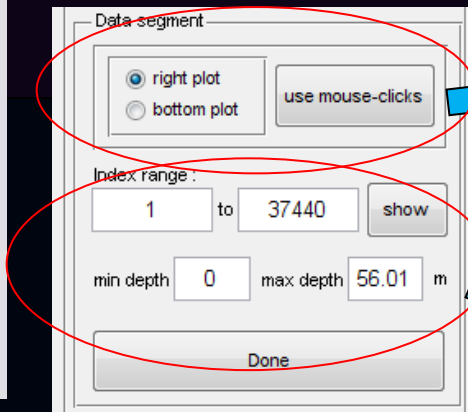 Data segment
right plot
bottom plot
use mouse-clicks
Index range :
1 to 37440 show
min depth 0 max depth 56.01 m
Done